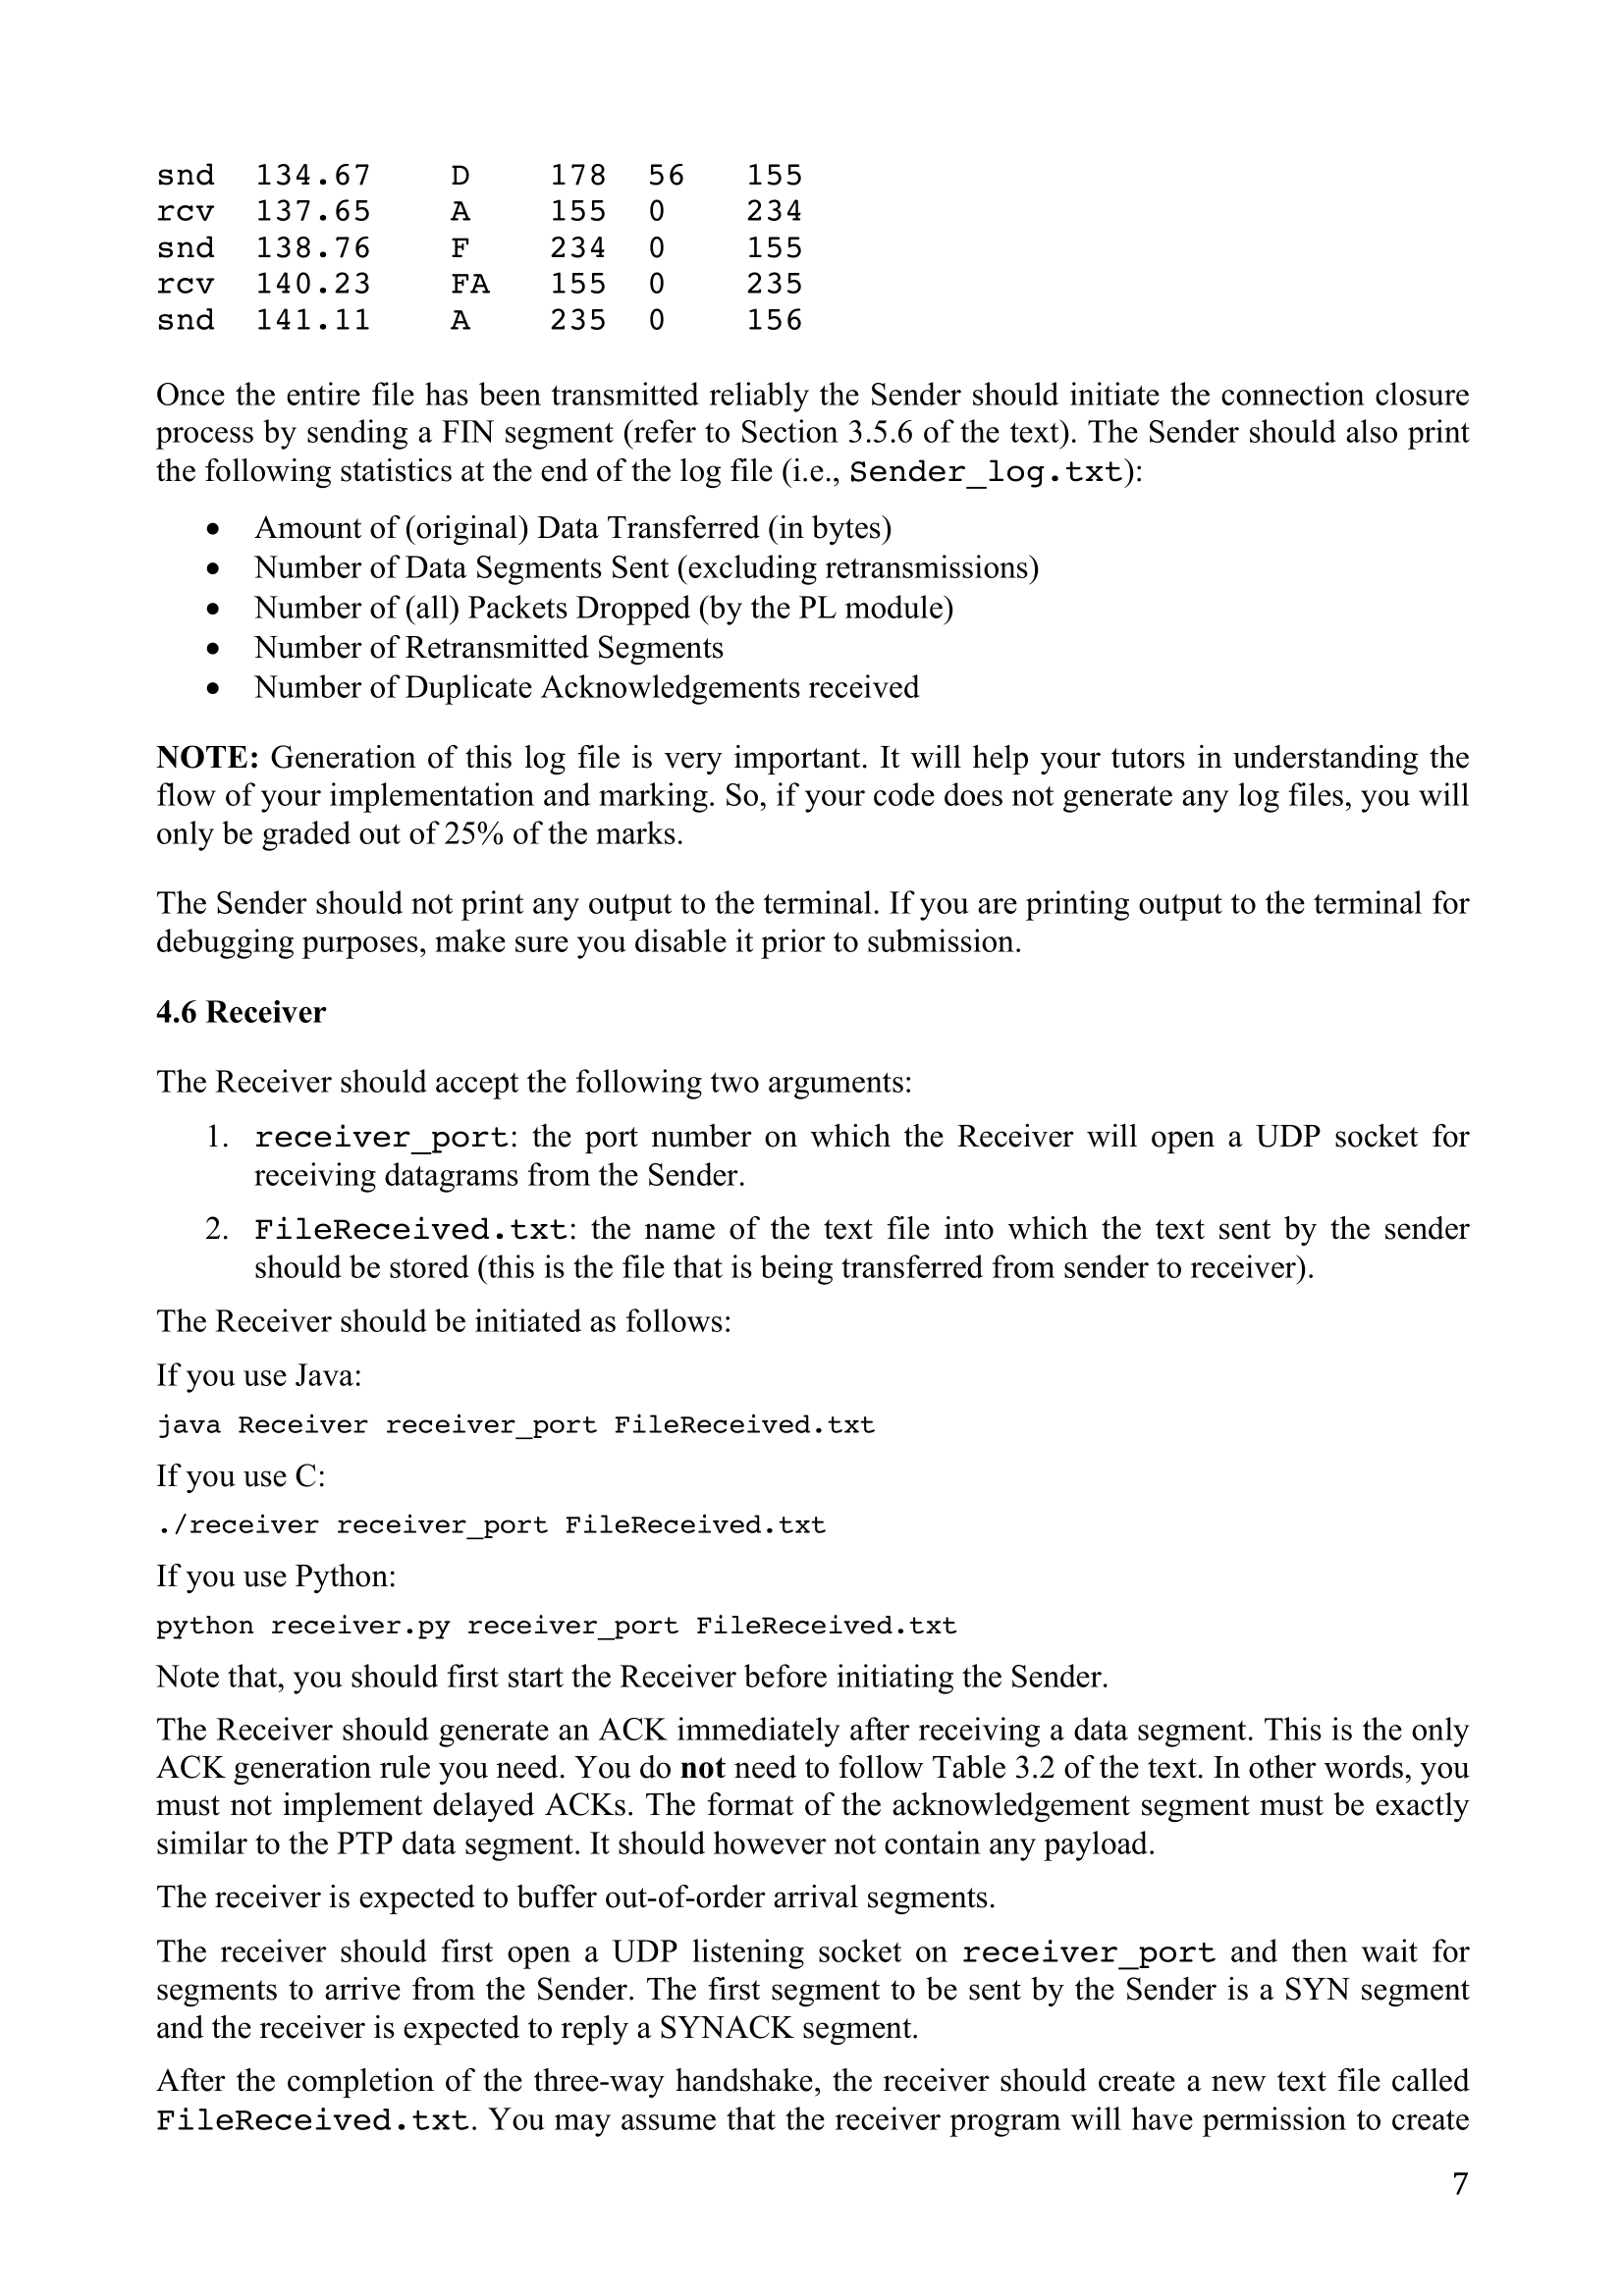 snd 134.67 D 178 56 155
rcv 137.65 A 155 0 234
snd 138.76 F 234 0 155
rcv 140.23 FA 155 0 235
snd 141.11 A 235 0 156
Once the entire file has been transmitted reliably the Sender should initiate the connection closure
process by sending a FIN segment (refer to Section 3.5.6 of the text). The Sender should also print
the following statistics at the end of the log file (i.e., Sender_log.txt):
• Amount of (original) Data Transferred (in bytes)
• Number of Data Segments Sent (excluding retransmissions)
• Number of (all) Packets Dropped (by the PL module)
• Number of Retransmitted Segments
• Number of Duplicate Acknowledgements received
NOTE: Generation of this log file is very important. It will help your tutors in understanding the
flow of your implementation and marking. So, if your code does not generate any log files, you will
only be graded out of 25% of the marks.
The Sender should not print any output to the terminal. If you are printing output to the terminal for
debugging purposes, make sure you disable it prior to submission.
4.6 Receiver
The Receiver should accept the following two arguments:
1. receiver_port: the port number on which the Receiver will open a UDP socket for
receiving datagrams from the Sender.
2. FileReceived.txt: the name of the text file into which the text sent by the sender
should be stored (this is the file that is being transferred from sender to receiver).
The Receiver should be initiated as follows:
If you use Java:
java Receiver receiver_port FileReceived.txt
If you use C:
./receiver receiver_port FileReceived.txt
If you use Python:
python receiver.py receiver_port FileReceived.txt
Note that, you should first start the Receiver before initiating the Sender.
The Receiver should generate an ACK immediately after receiving a data segment. This is the only
ACK generation rule you need. You do not need to follow Table 3.2 of the text. In other words, you
must not implement delayed ACKs. The format of the acknowledgement segment must be exactly
similar to the PTP data segment. It should however not contain any payload.
The receiver is expected to buffer out-of-order arrival segments.
The receiver should first open a UDP listening socket on receiver_port and then wait for
segments to arrive from the Sender. The first segment to be sent by the Sender is a SYN segment
and the receiver is expected to reply a SYNACK segment.
After the completion of the three-way handshake, the receiver should create a new text file called
FileReceived.txt. You may assume that the receiver program will have permission to create
7